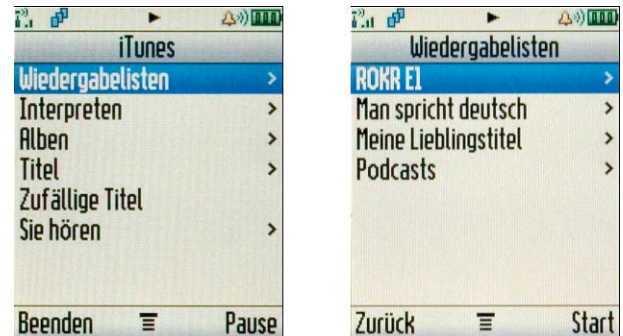 iTunes
Wiedergabelisten
Interpreten
Alben
Titel
Zufällige Titel
Sie hören
Beenden Pause
Wiedergabelisten
ROKR E1
Man spricht deutsch
Meine Lieblingstitel
Podcasts
Zurück Start